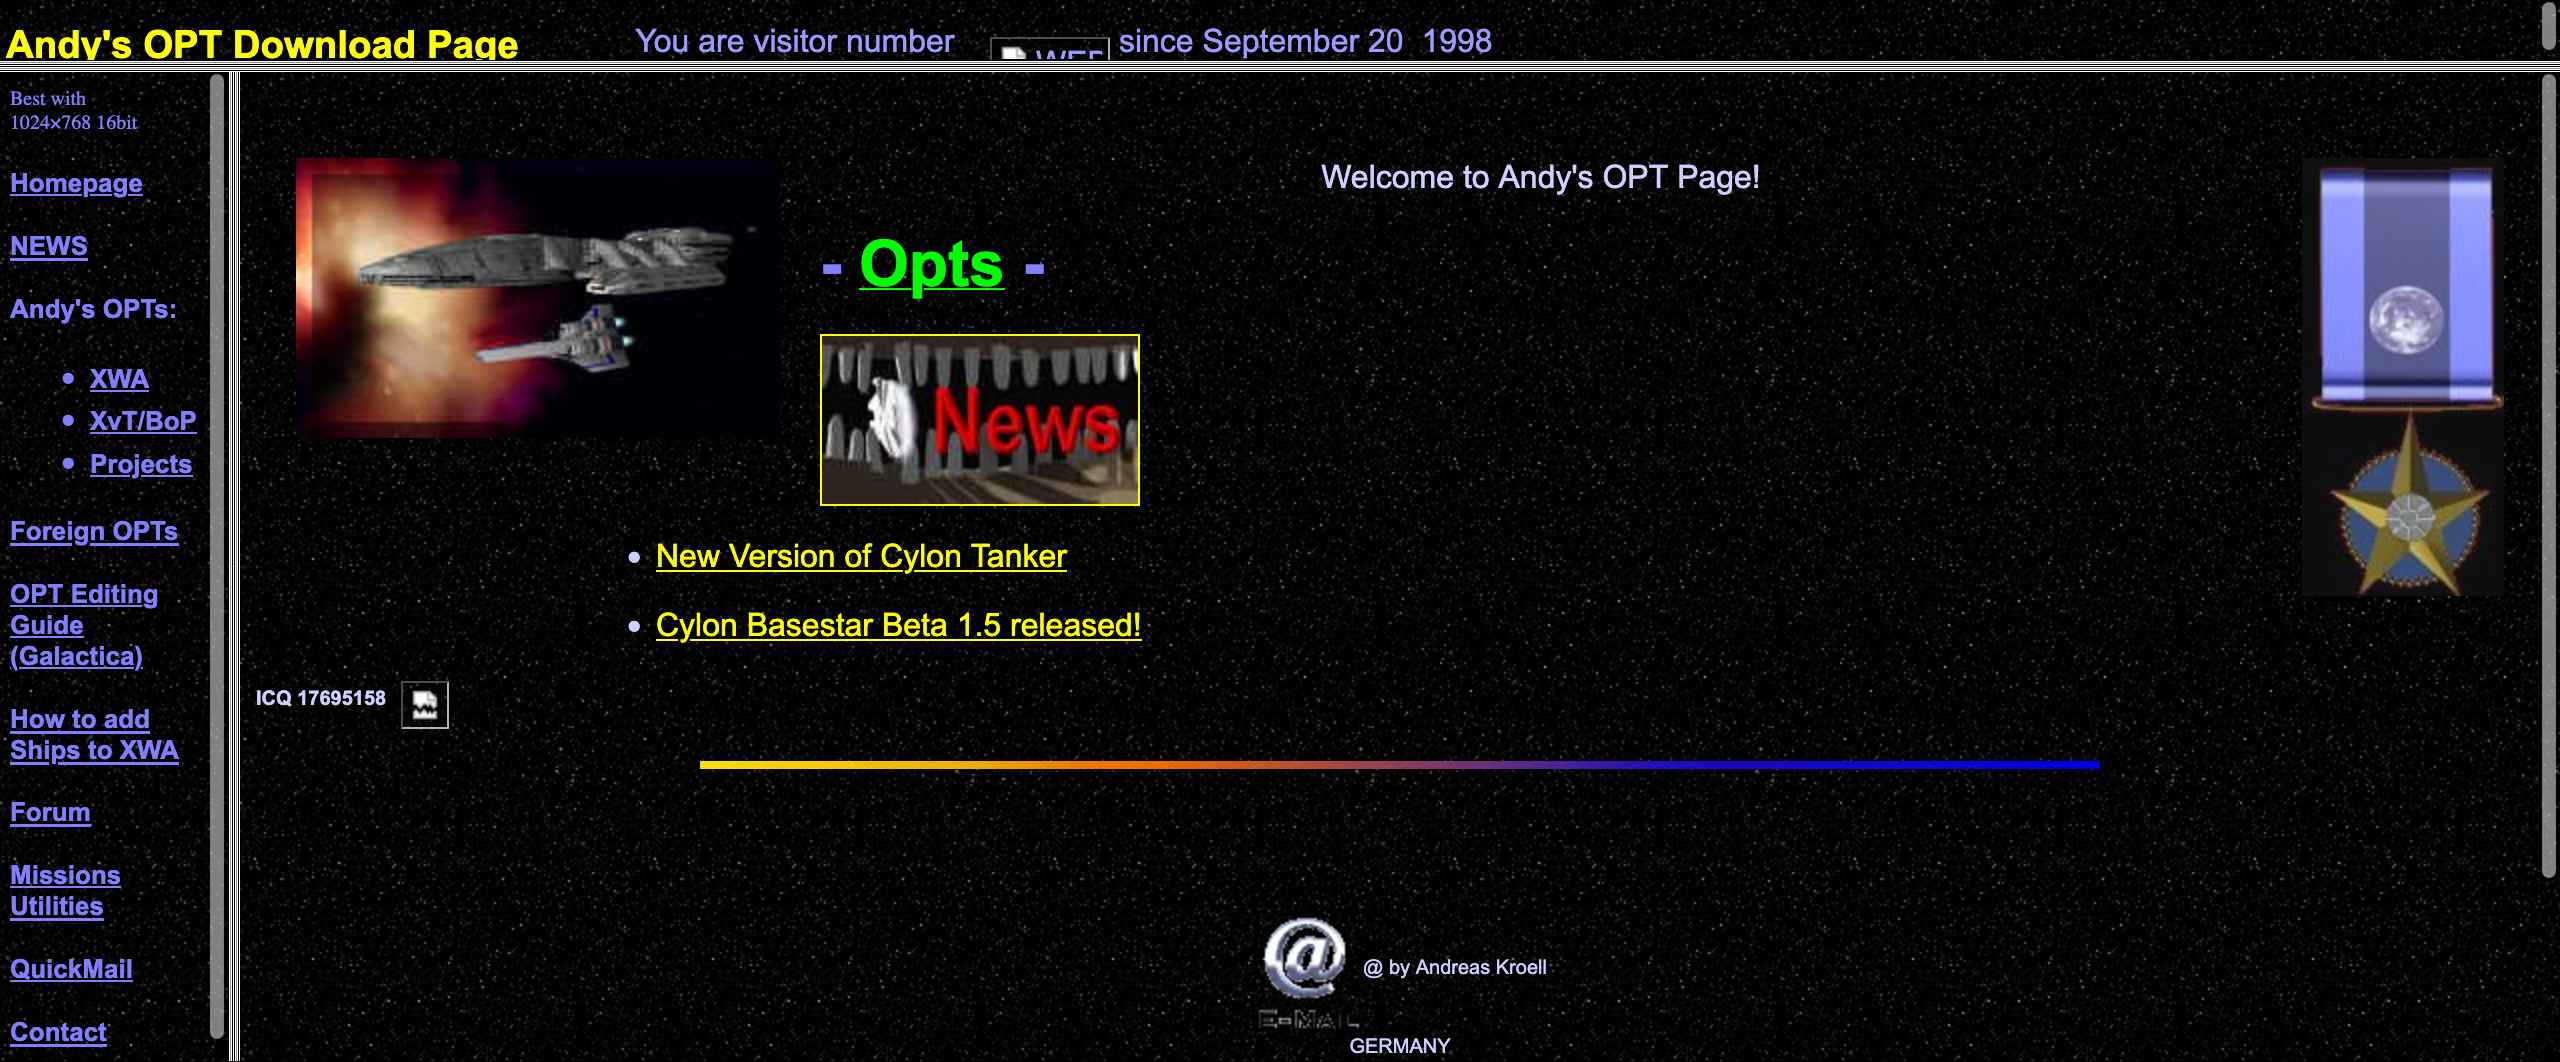 Andy's OPT Download Page
You are visitor number
since September 20 1998
Best with
1024×768 16bit
Homepage
NEWS
Andy's OPTs:
XWA
XvT/BoP
Projects
Foreign OPTs
OPT Editing
Guide
(Galactica)
How to add
Ships to XWA
Forum
Missions
Utilities
QuickMail
Contact
Welcome to Andy's OPT Page!
- Opts -
News
New Version of Cylon Tanker
Cylon Basestar Beta 1.5 released!
ICQ 17695158
@
@ by Andreas Kroell
E-MAIL
GERMANY